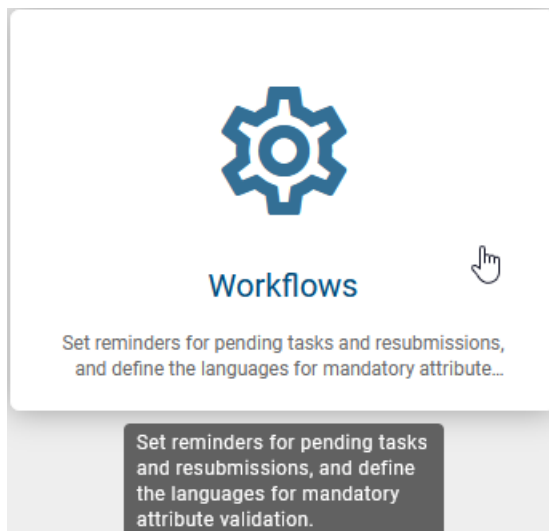 Workflows
Set reminders for pending tasks and resubmissions,
and define the languages for mandatory attribute...
Set reminders for pending tasks
and resubmissions, and define
the languages for mandatory
attribute validation.